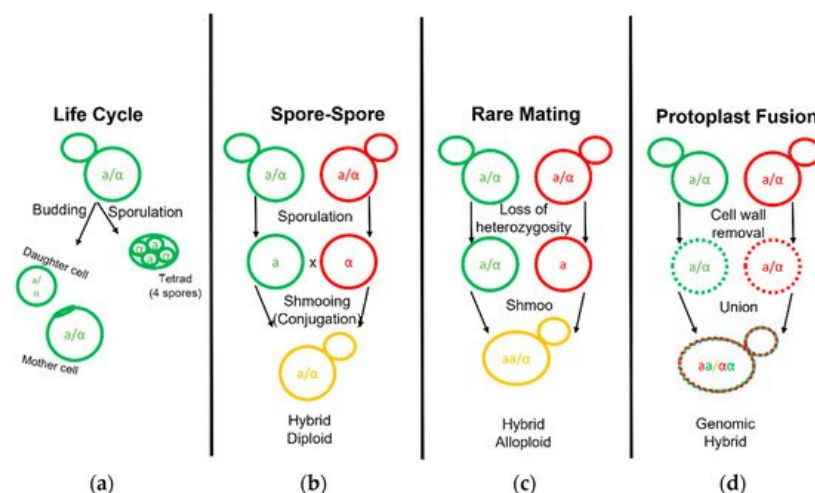 Life Cycle
a/α
Budding
Sporulation
Daughter cell
a/
α
a/α
Mother cell
Tetrad
(4 spores)
(a)
Spore-Spore
a/α
a/α
Sporulation
a
x
α
Shmooing
(Conjugation)
a/α
Hybrid
Diploid
(b)
Rare Mating
a/α
a/α
Loss of
heterozygosity
a/α
a
Shmoo
aa/α
Hybrid
Alloploid
(c)
Protoplast Fusion
a/α
a/α
Cell wall
removal
a/α
a/α
Union
aa/αα
Genomic
Hybrid
(d)